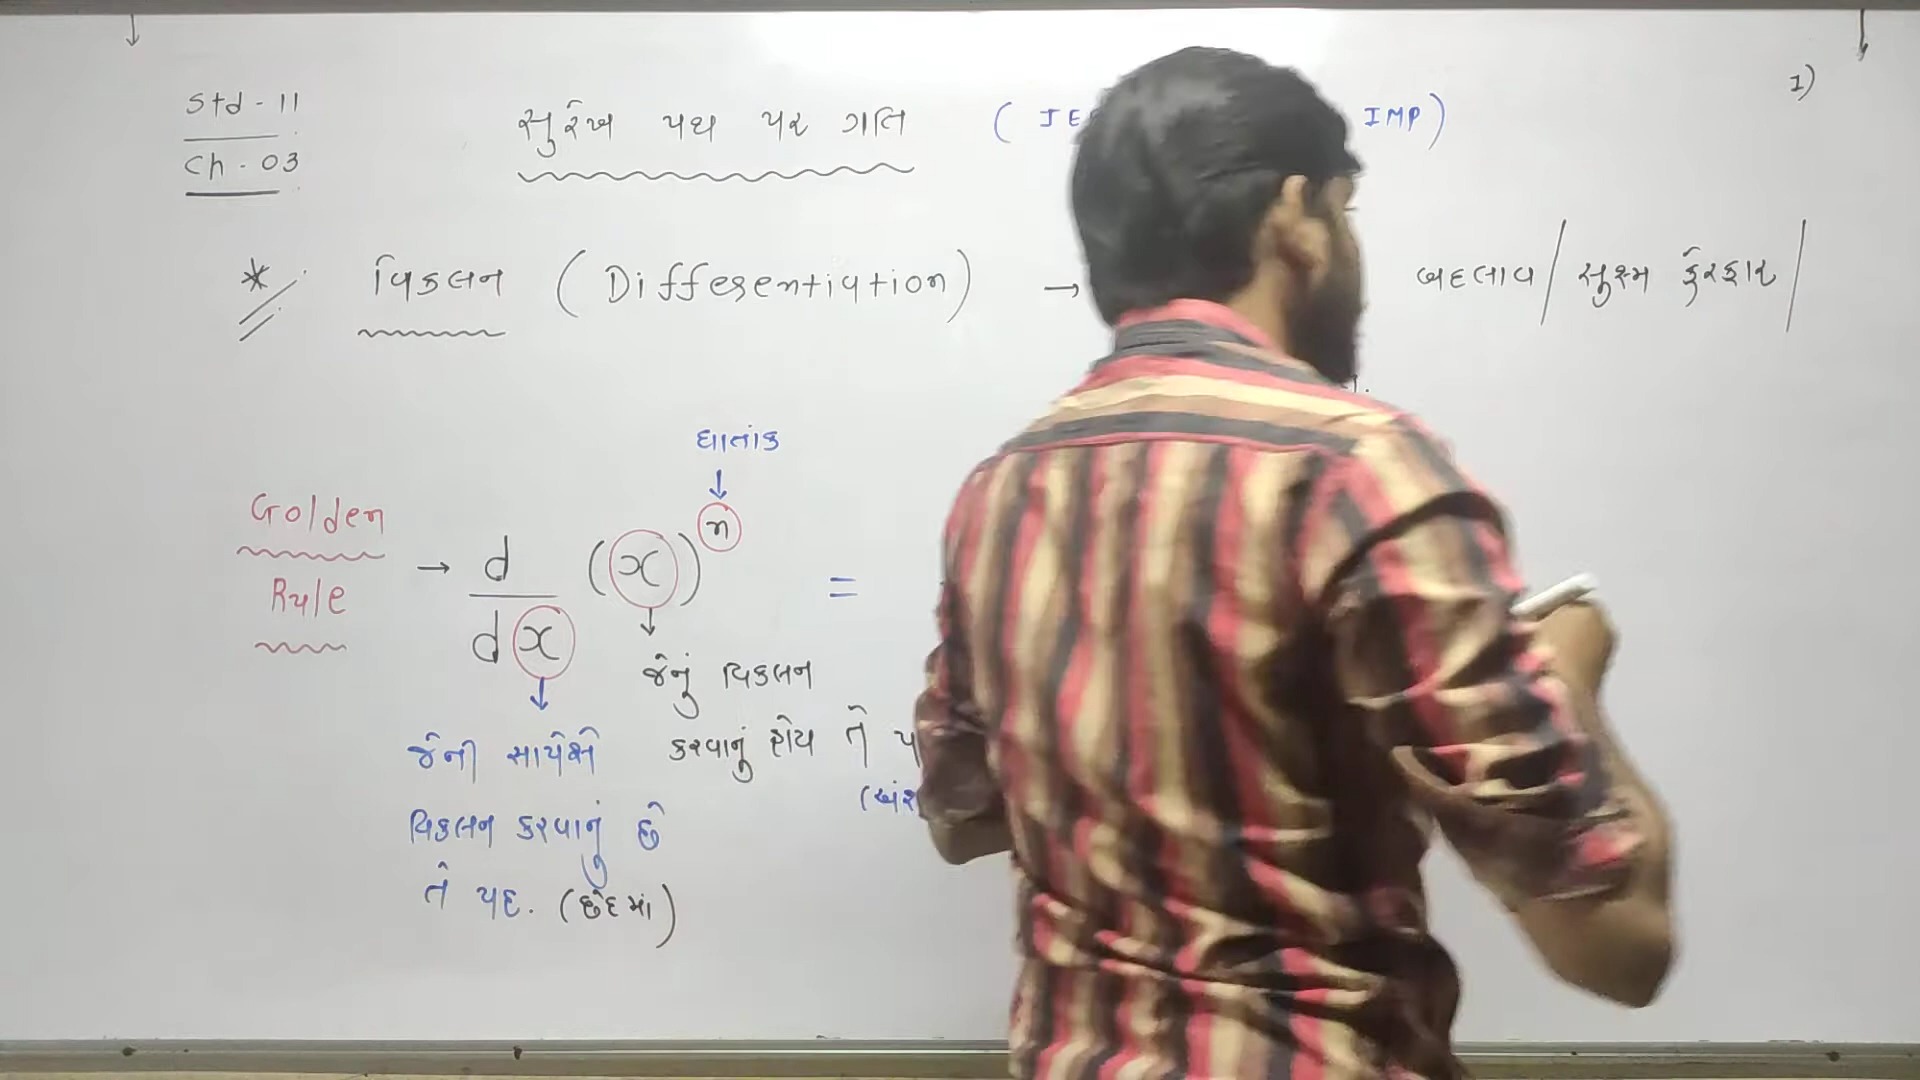 Std - 11
Ch - 03
સુરેખ પથ પર ગતિ ( JE IMP)
1)
* વિકલન (Differentiation) → બદલાવ / સુક્ષ્મ ફેરફાર /
ઘાતાંક
↓
Golden
Rule → d/dx (x)^n =
↓
જેનું વિકલન
કરવાનું હોય તે
↓
જેની સાપેક્ષે
વિકલન કરવાનું છે
તે પદ. (છેદમાં)